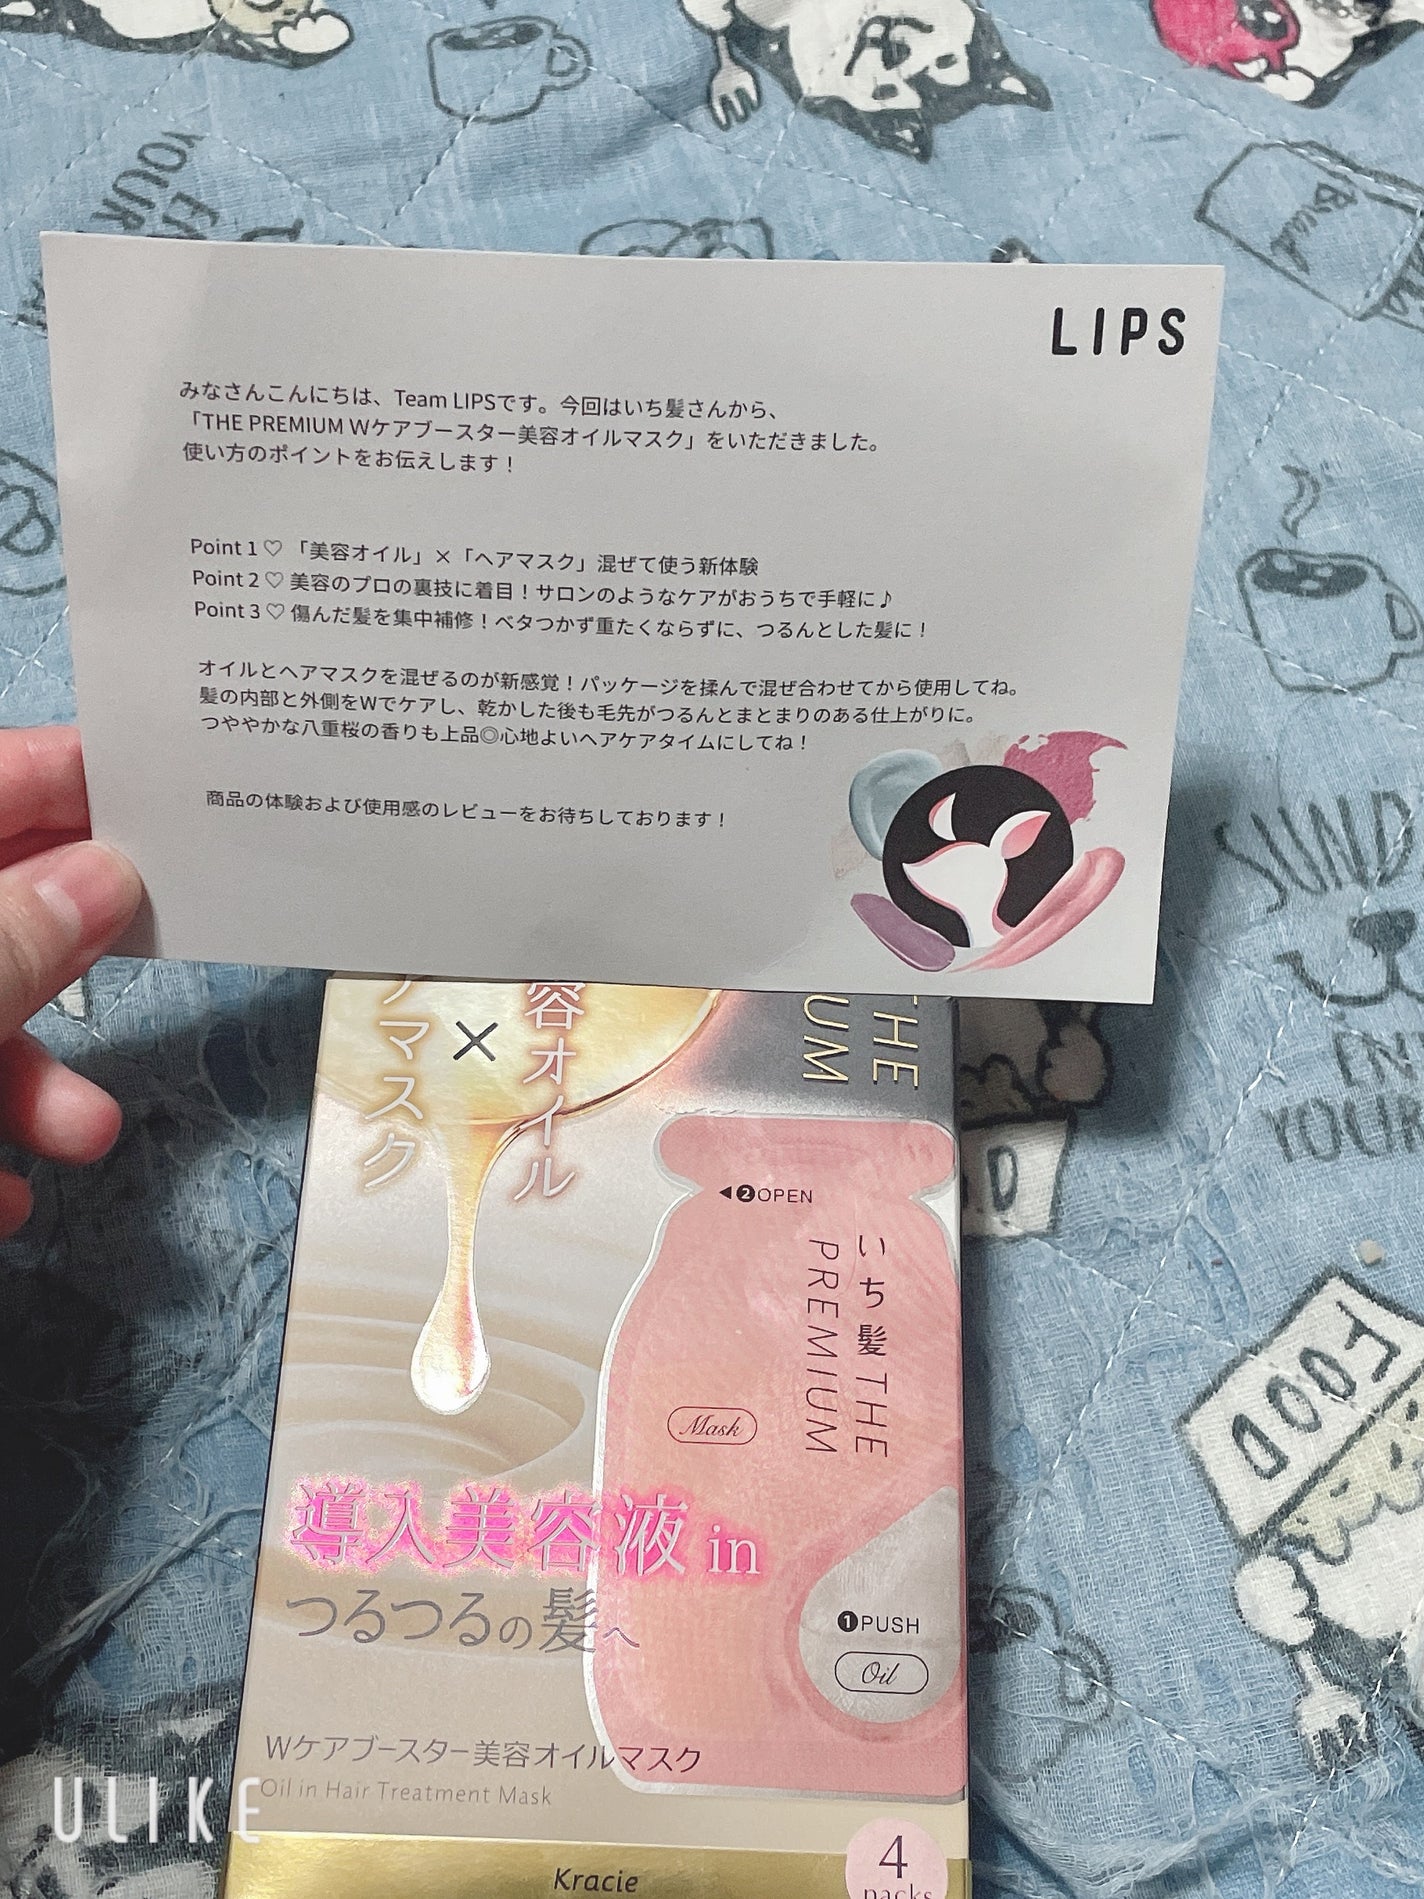 LIPS
みなさんこんにちは、Team LIPSです。今回はいち髪さんから、
「THE PREMIUM Wケアブースター美容オイルマスク」をいただきました。
使い方のポイントをお伝えします！
Point 1 ♡ 「美容オイル」×「ヘアマスク」混ぜて使う新体験
Point 2 ♡ 美容のプロの裏技に着目！サロンのようなケアがおうちで手軽に♪
Point 3 ♡ 傷んだ髪を集中補修！ベタつかず重たくならずに、つるんとした髪に！
オイルとヘアマスクを混ぜるのが新感覚！パッケージを揉んで混ぜ合わせてから使用してね。
髪の内部と外側をWでケアし、乾かした後も毛先がつるんとまとまりのある仕上がりに。
つややかな八重桜の香りも上品◎心地よいヘアケアタイムにしてね！
商品の体験および使用感のレビューをお待ちしております！
THE
UM
容オイル
×
アマスク
◀❷OPEN
いち髪 THE
PREMIUM
Mask
導入美容液 in
つるつるの髪へ
❶PUSH
Oil
Wケアブースター美容オイルマスク
Oil in Hair Treatment Mask
Kracie
4
packs
ULIKE
YOUR
Bread
SUND
EN
YOUR
FOOD